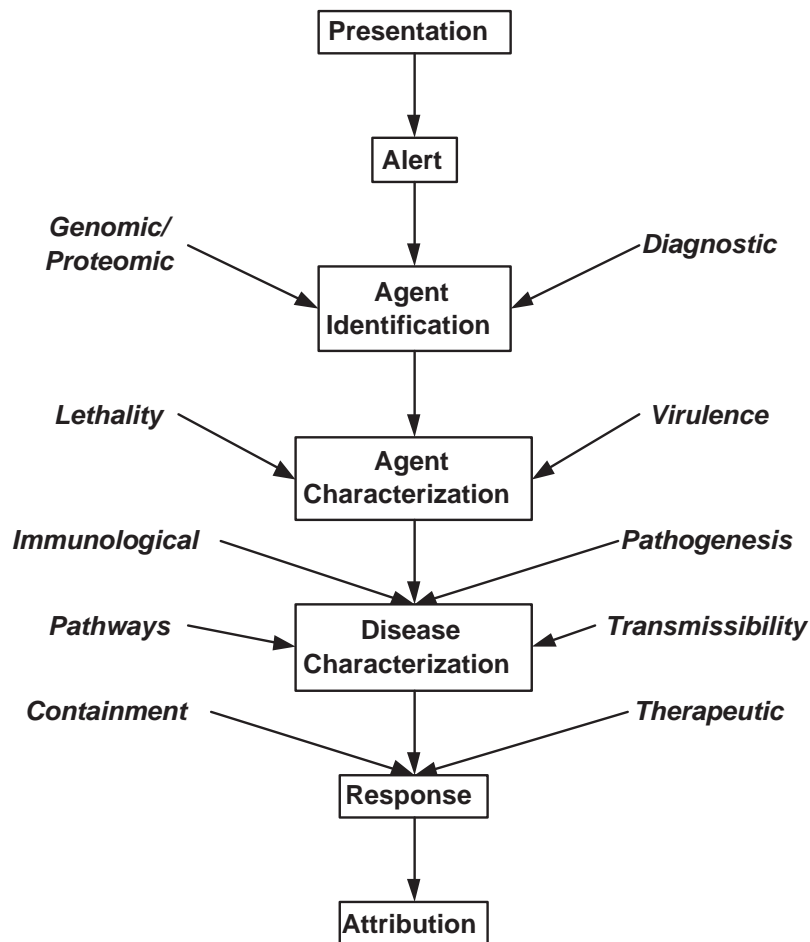 Presentation
Alert
Genomic/
Proteomic
Diagnostic
Agent
Identification
Lethality
Virulence
Agent
Characterization
Immunological
Pathogenesis
Pathways
Disease
Characterization
Transmissibility
Containment
Therapeutic
Response
Attribution